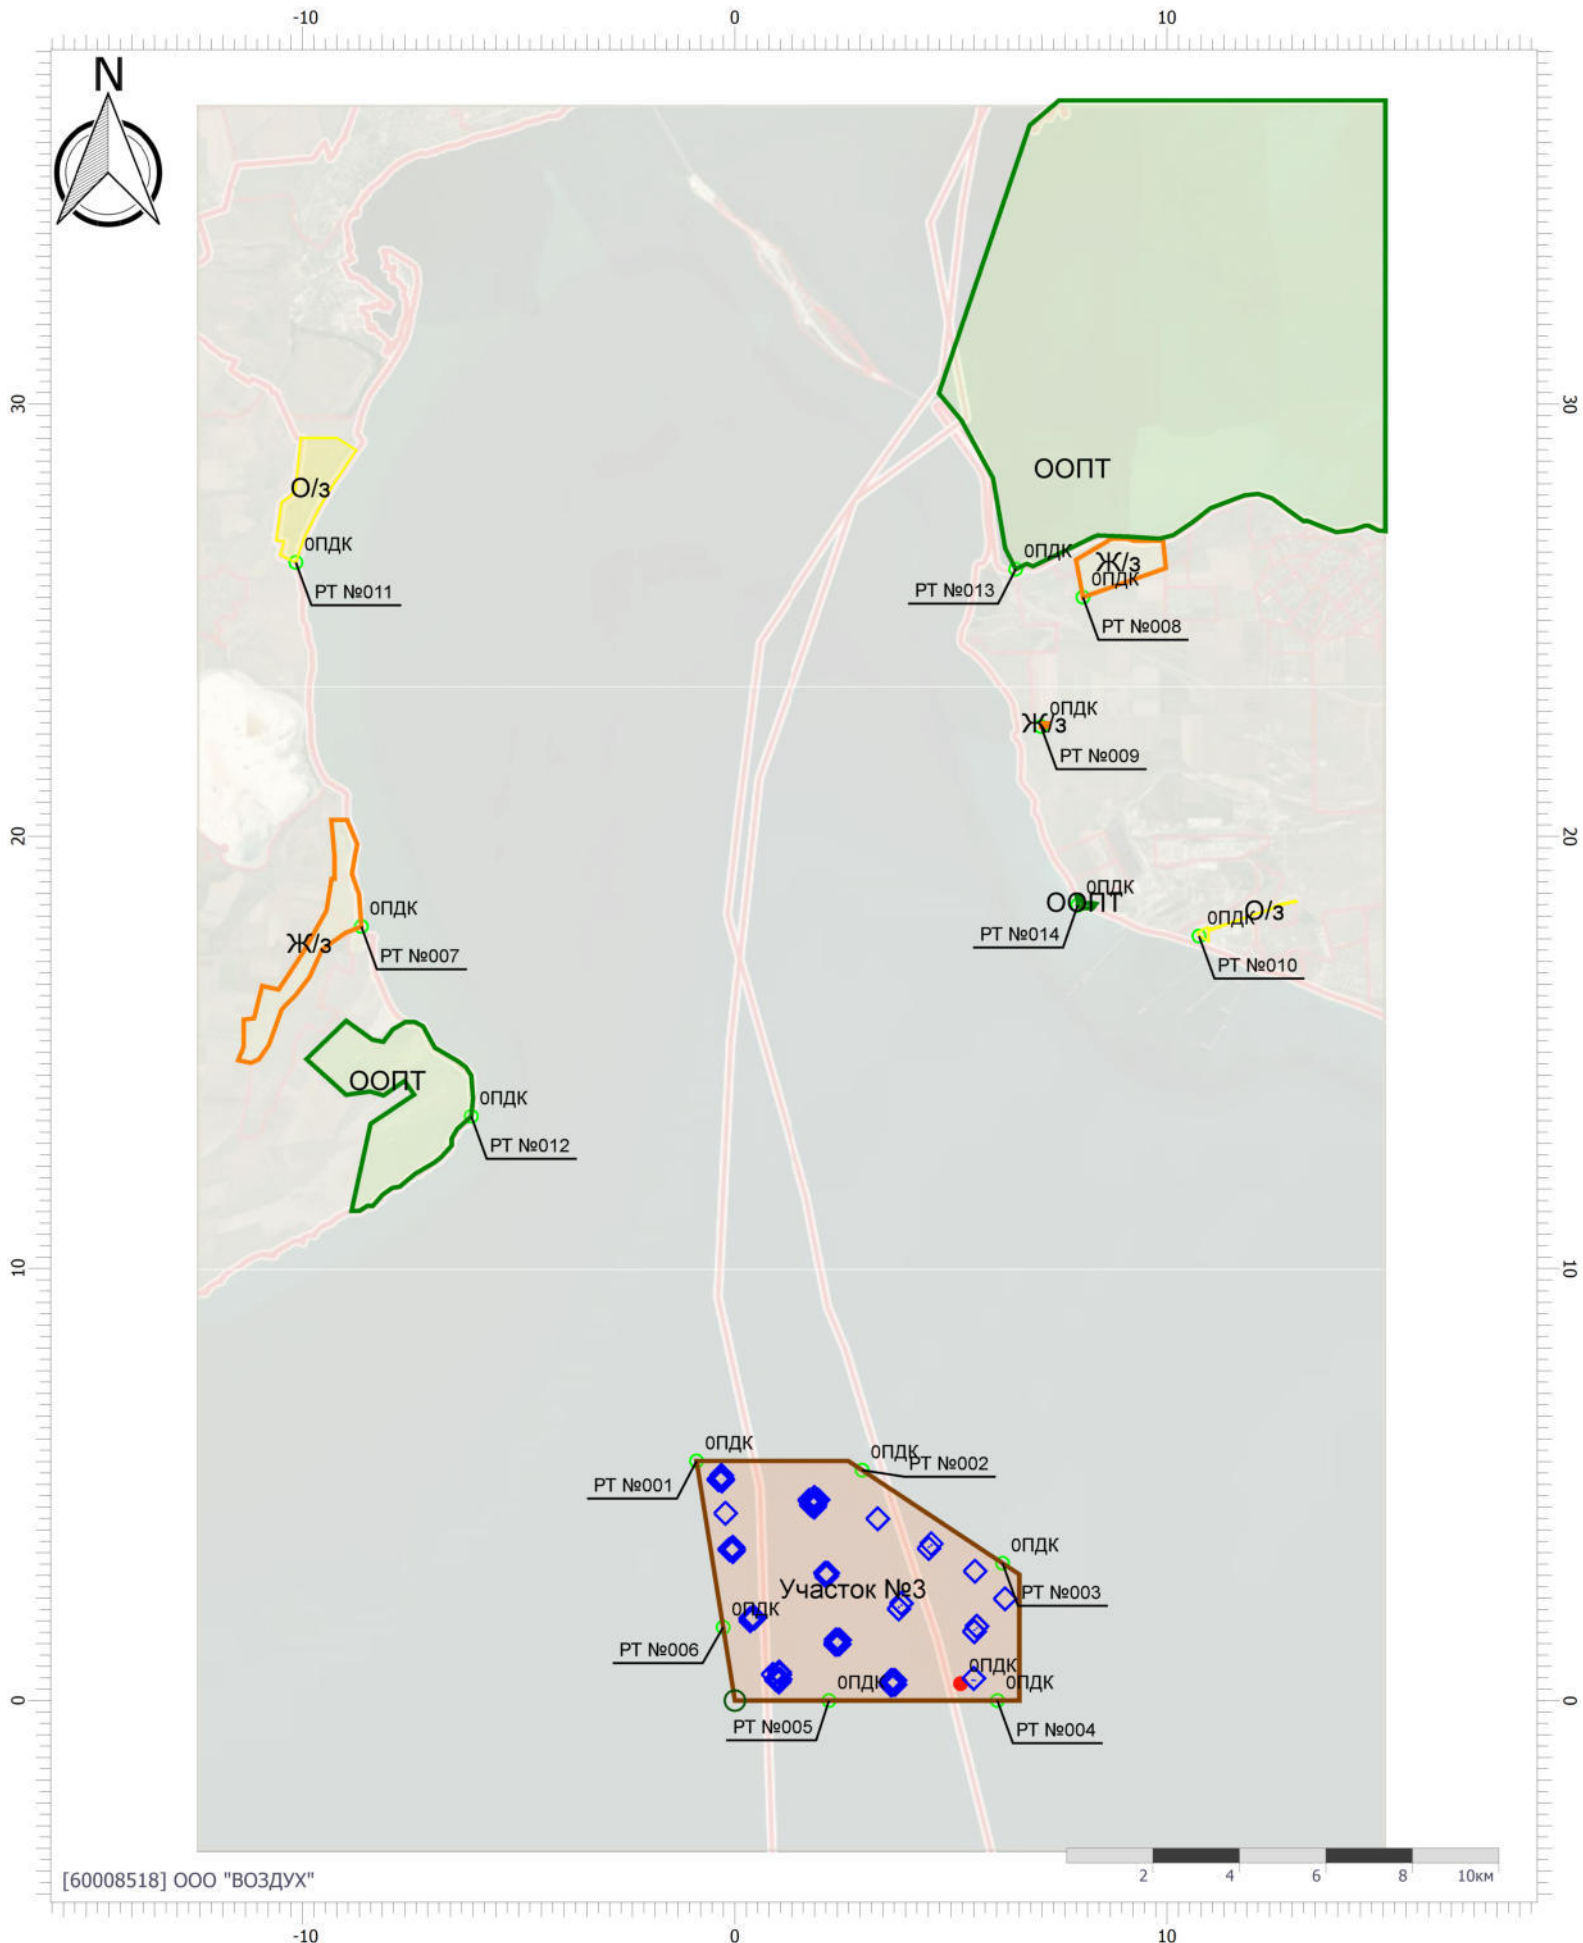 -10 0 10
N
30 30
ООПТ
О/з
0ПДК
РТ №011
0ПДК
Ж/з
0ПДК
РТ №013
РТ №008
0ПДК
Ж/з
РТ №009
20 20
0ПДК
ООПТ
РТ №014
0ПДК
О/з
РТ №010
0ПДК
Ж/з
РТ №007
ООПТ
0ПДК
РТ №012
10 10
0ПДК
РТ №001
0ПДК
РТ №002
0ПДК
РТ №003
Участок №3
0ПДК
РТ №006
0ПДК
0ПДК
0ПДК
0 0
РТ №005
РТ №004
[60008518] ООО "ВОЗДУХ"
2 4 6 8 10км
-10 0 10